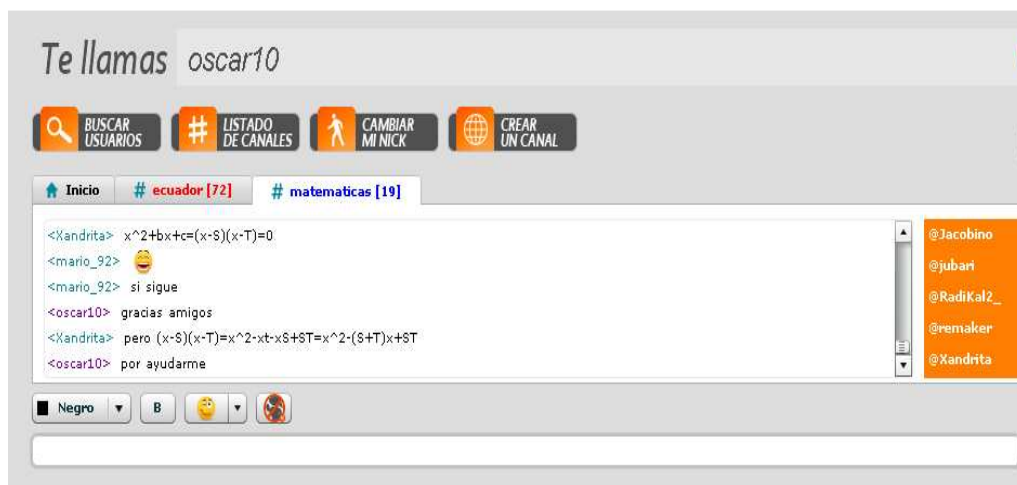 Te llamas oscar10
BUSCAR USUARIOS
LISTADO DE CANALES
CAMBIAR MI NICK
CREAR UN CANAL
Inicio # ecuador [72] # matematicas [19]
<Xandrita> x^2+bx+c=(x-S)(x-T)=0
<mario_92>
<mario_92> si sigue
<oscar10> gracias amigos
<Xandrita> pero (x-S)(x-T)=x^2-xt-xS+ST=x^2-(S+T)x+ST
<oscar10> por ayudarme
@Jacobino
@jubari
@RadiKal2_
@remaker
@Xandrita
Negro B